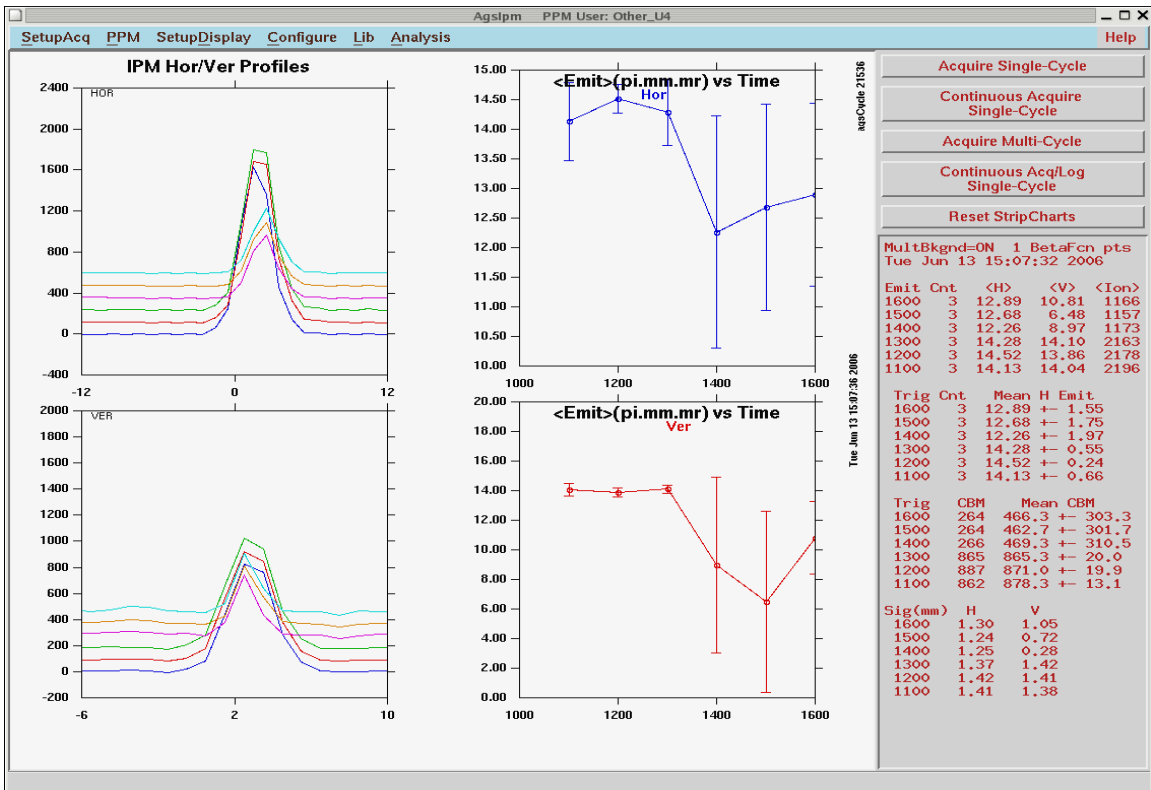 AgsIpm PPM User: Other_U4
SetupAcq PPM SetupDisplay Configure Lib Analysis Help
IPM Hor/Ver Profiles
HOR
2400
2000
1600
1200
800
400
0
-400
-12 0 12
VER
2000
1800
1600
1400
1200
1000
800
600
400
200
0
-200
-6 2 10
<Emit>(pi.mm.mr) vs Time
Hor
15.00
14.50
14.00
13.50
13.00
12.50
12.00
11.50
11.00
10.50
10.00
1000 1200 1400 1600
<Emit>(pi.mm.mr) vs Time
Ver
20.00
18.00
16.00
14.00
12.00
10.00
8.00
6.00
4.00
2.00
0.00
1000 1200 1400 1600
agsCycle 21536
Tue Jun 13 15:07:36 2006
Acquire Single-Cycle
Continuous Acquire
Single-Cycle
Acquire Multi-Cycle
Continuous Acq/Log
Single-Cycle
Reset StripCharts
MultBkgnd=ON 1 BetaFcn pts
Tue Jun 13 15:07:32 2006
Emit Cnt <H> <V> <Ion>
1600 3 12.89 10.81 1166
1500 3 12.68 6.48 1157
1400 3 12.26 8.97 1173
1300 3 14.28 14.10 2163
1200 3 14.52 13.86 2178
1100 3 14.13 14.04 2196
Trig Cnt Mean H Emit
1600 3 12.89 +- 1.55
1500 3 12.68 +- 1.75
1400 3 12.26 +- 1.97
1300 3 14.28 +- 0.55
1200 3 14.52 +- 0.24
1100 3 14.13 +- 0.66
Trig CBM Mean CBM
1600 264 466.3 +- 303.3
1500 264 462.7 +- 301.7
1400 266 469.3 +- 310.5
1300 865 865.3 +- 20.0
1200 887 871.0 +- 19.9
1100 862 878.3 +- 13.1
Sig(mm) H V
1600 1.30 1.05
1500 1.24 0.72
1400 1.25 0.28
1300 1.37 1.42
1200 1.42 1.41
1100 1.41 1.38